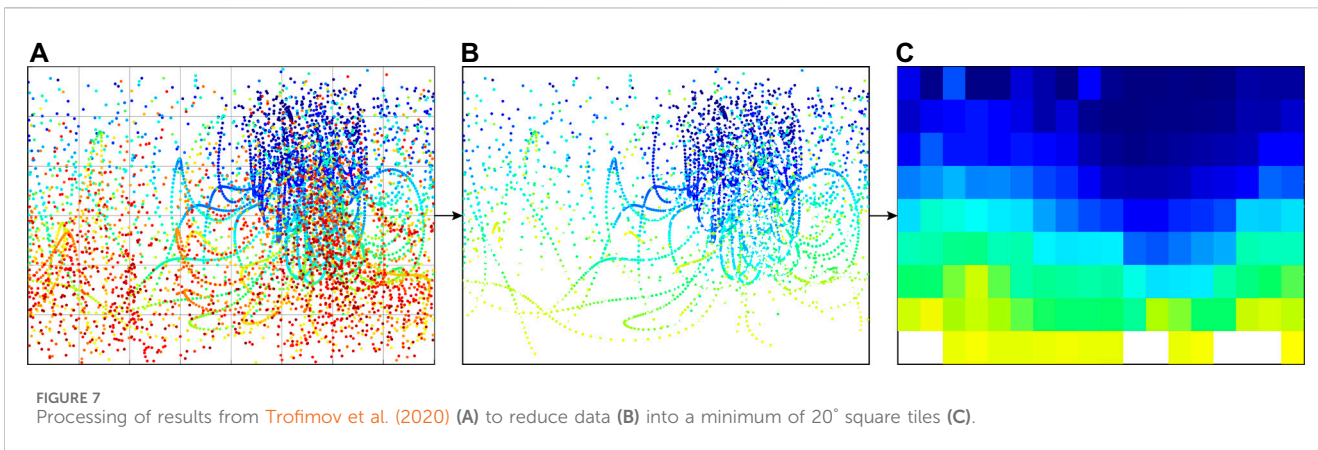 A
B
C
FIGURE 7
Processing of results from Trofimov et al. (2020) (A) to reduce data (B) into a minimum of 20° square tiles (C).